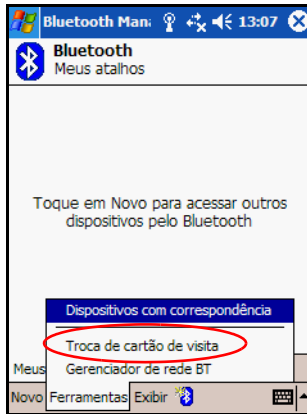 Bluetooth Man 13:07
Bluetooth
Meus atalhos
Toque em Novo para acessar outros
dispositivos pelo Bluetooth
Dispositivos com correspondência
Troca de cartão de visita
Meus
Gerenciador de rede BT
Novo Ferramentas Exibir